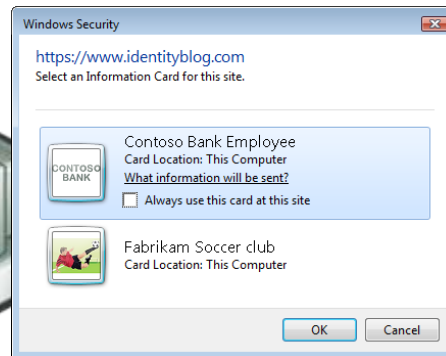 Windows Security
https://www.identityblog.com
Select an Information Card for this site.
CONTOSO
BANK
Contoso Bank Employee
Card Location: This Computer
What information will be sent?
Always use this card at this site
Fabrikam Soccer club
Card Location: This Computer
OK
Cancel